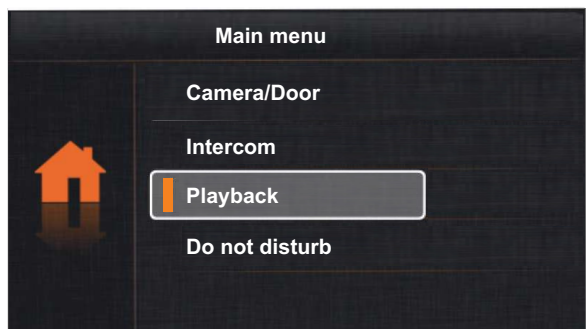 Main menu
Camera/Door
Intercom
Playback
Do not disturb